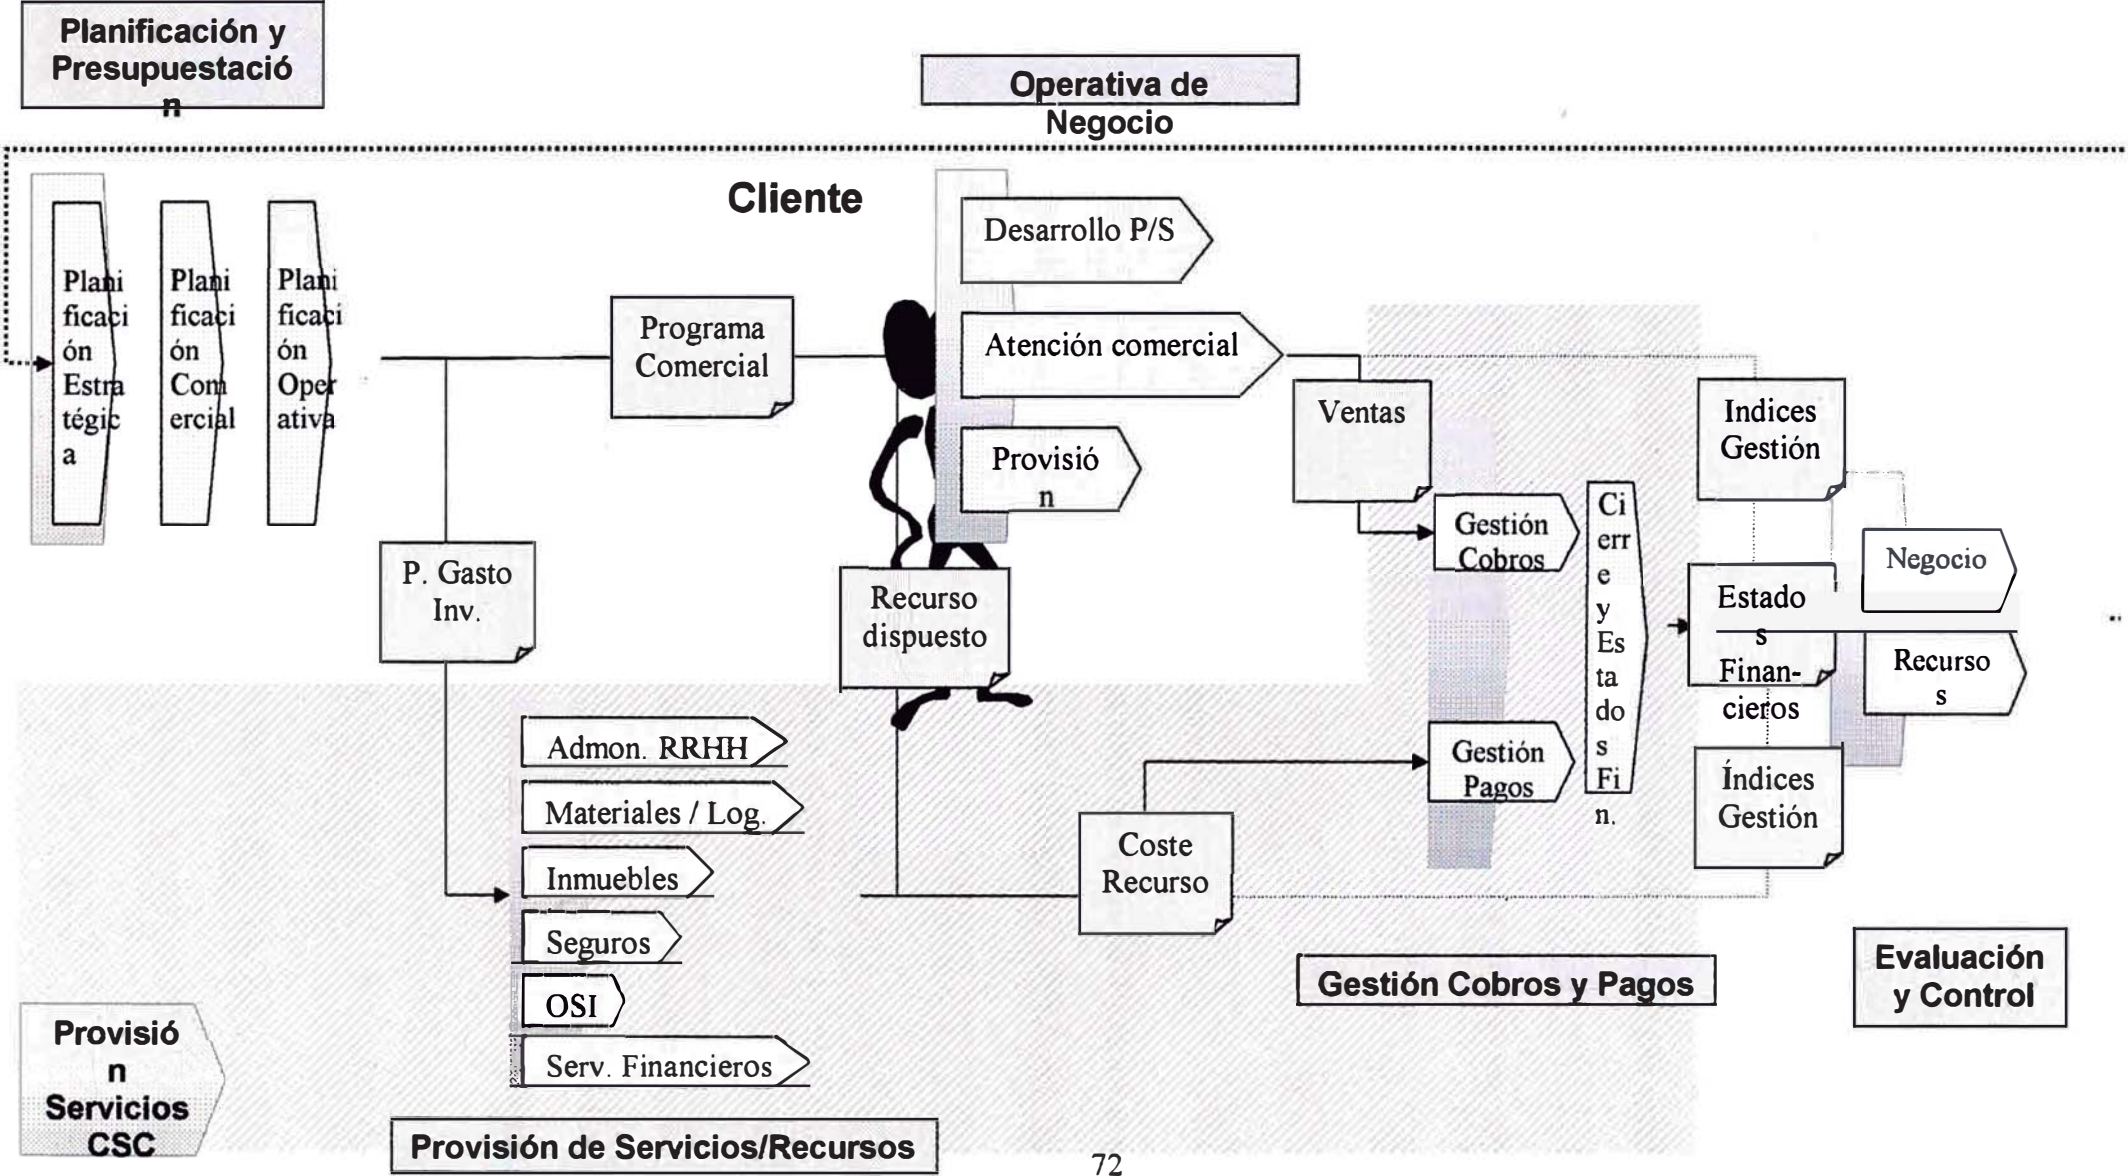 Planificación y
Presupuestació
n
Operativa de
Negocio
Cliente
Plani
ficaci
ón
Estra
tégic
a
Plani
ficaci
ón
Com
ercial
Plani
ficaci
ón
Oper
ativa
Programa
Comercial
P. Gasto
Inv.
Desarrollo P/S
Atención comercial
Provisió
n
Recurso
dispuesto
Ventas
Gestión
Cobros
Gestión
Pagos
Ci
err
e
y
Es
ta
do
s
Fi
n.
Indices
Gestión
Estado
s
Finan-
cieros
Índices
Gestión
Negocio
Recurso
s
Admon. RRHH
Materiales / Log.
Inmuebles
Seguros
OSI
Serv. Financieros
Coste
Recurso
Gestión Cobros y Pagos
Evaluación
y Control
Provisió
n
Servicios
CSC
Provisión de Servicios/Recursos
72